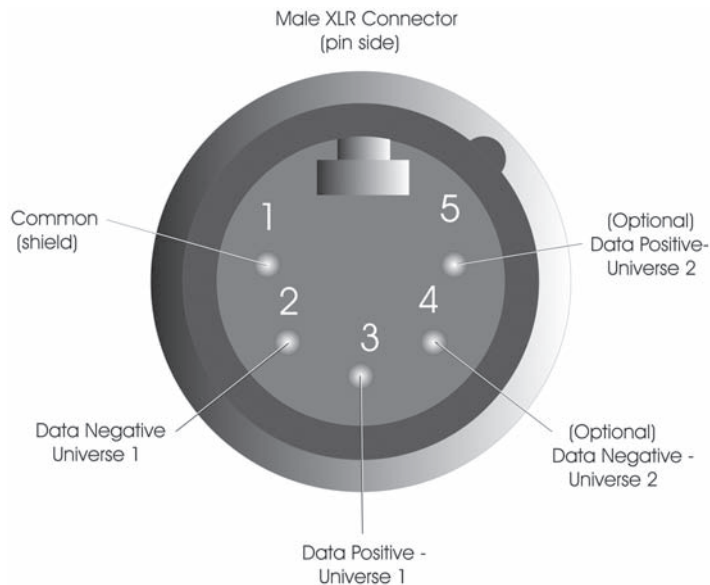 Male XLR Connector
(pin side)
1
5
Common
(shield)
(Optional)
Data Positive-
Universe 2
2
4
3
Data Negative
Universe 1
(Optional)
Data Negative -
Universe 2
Data Positive -
Universe 1